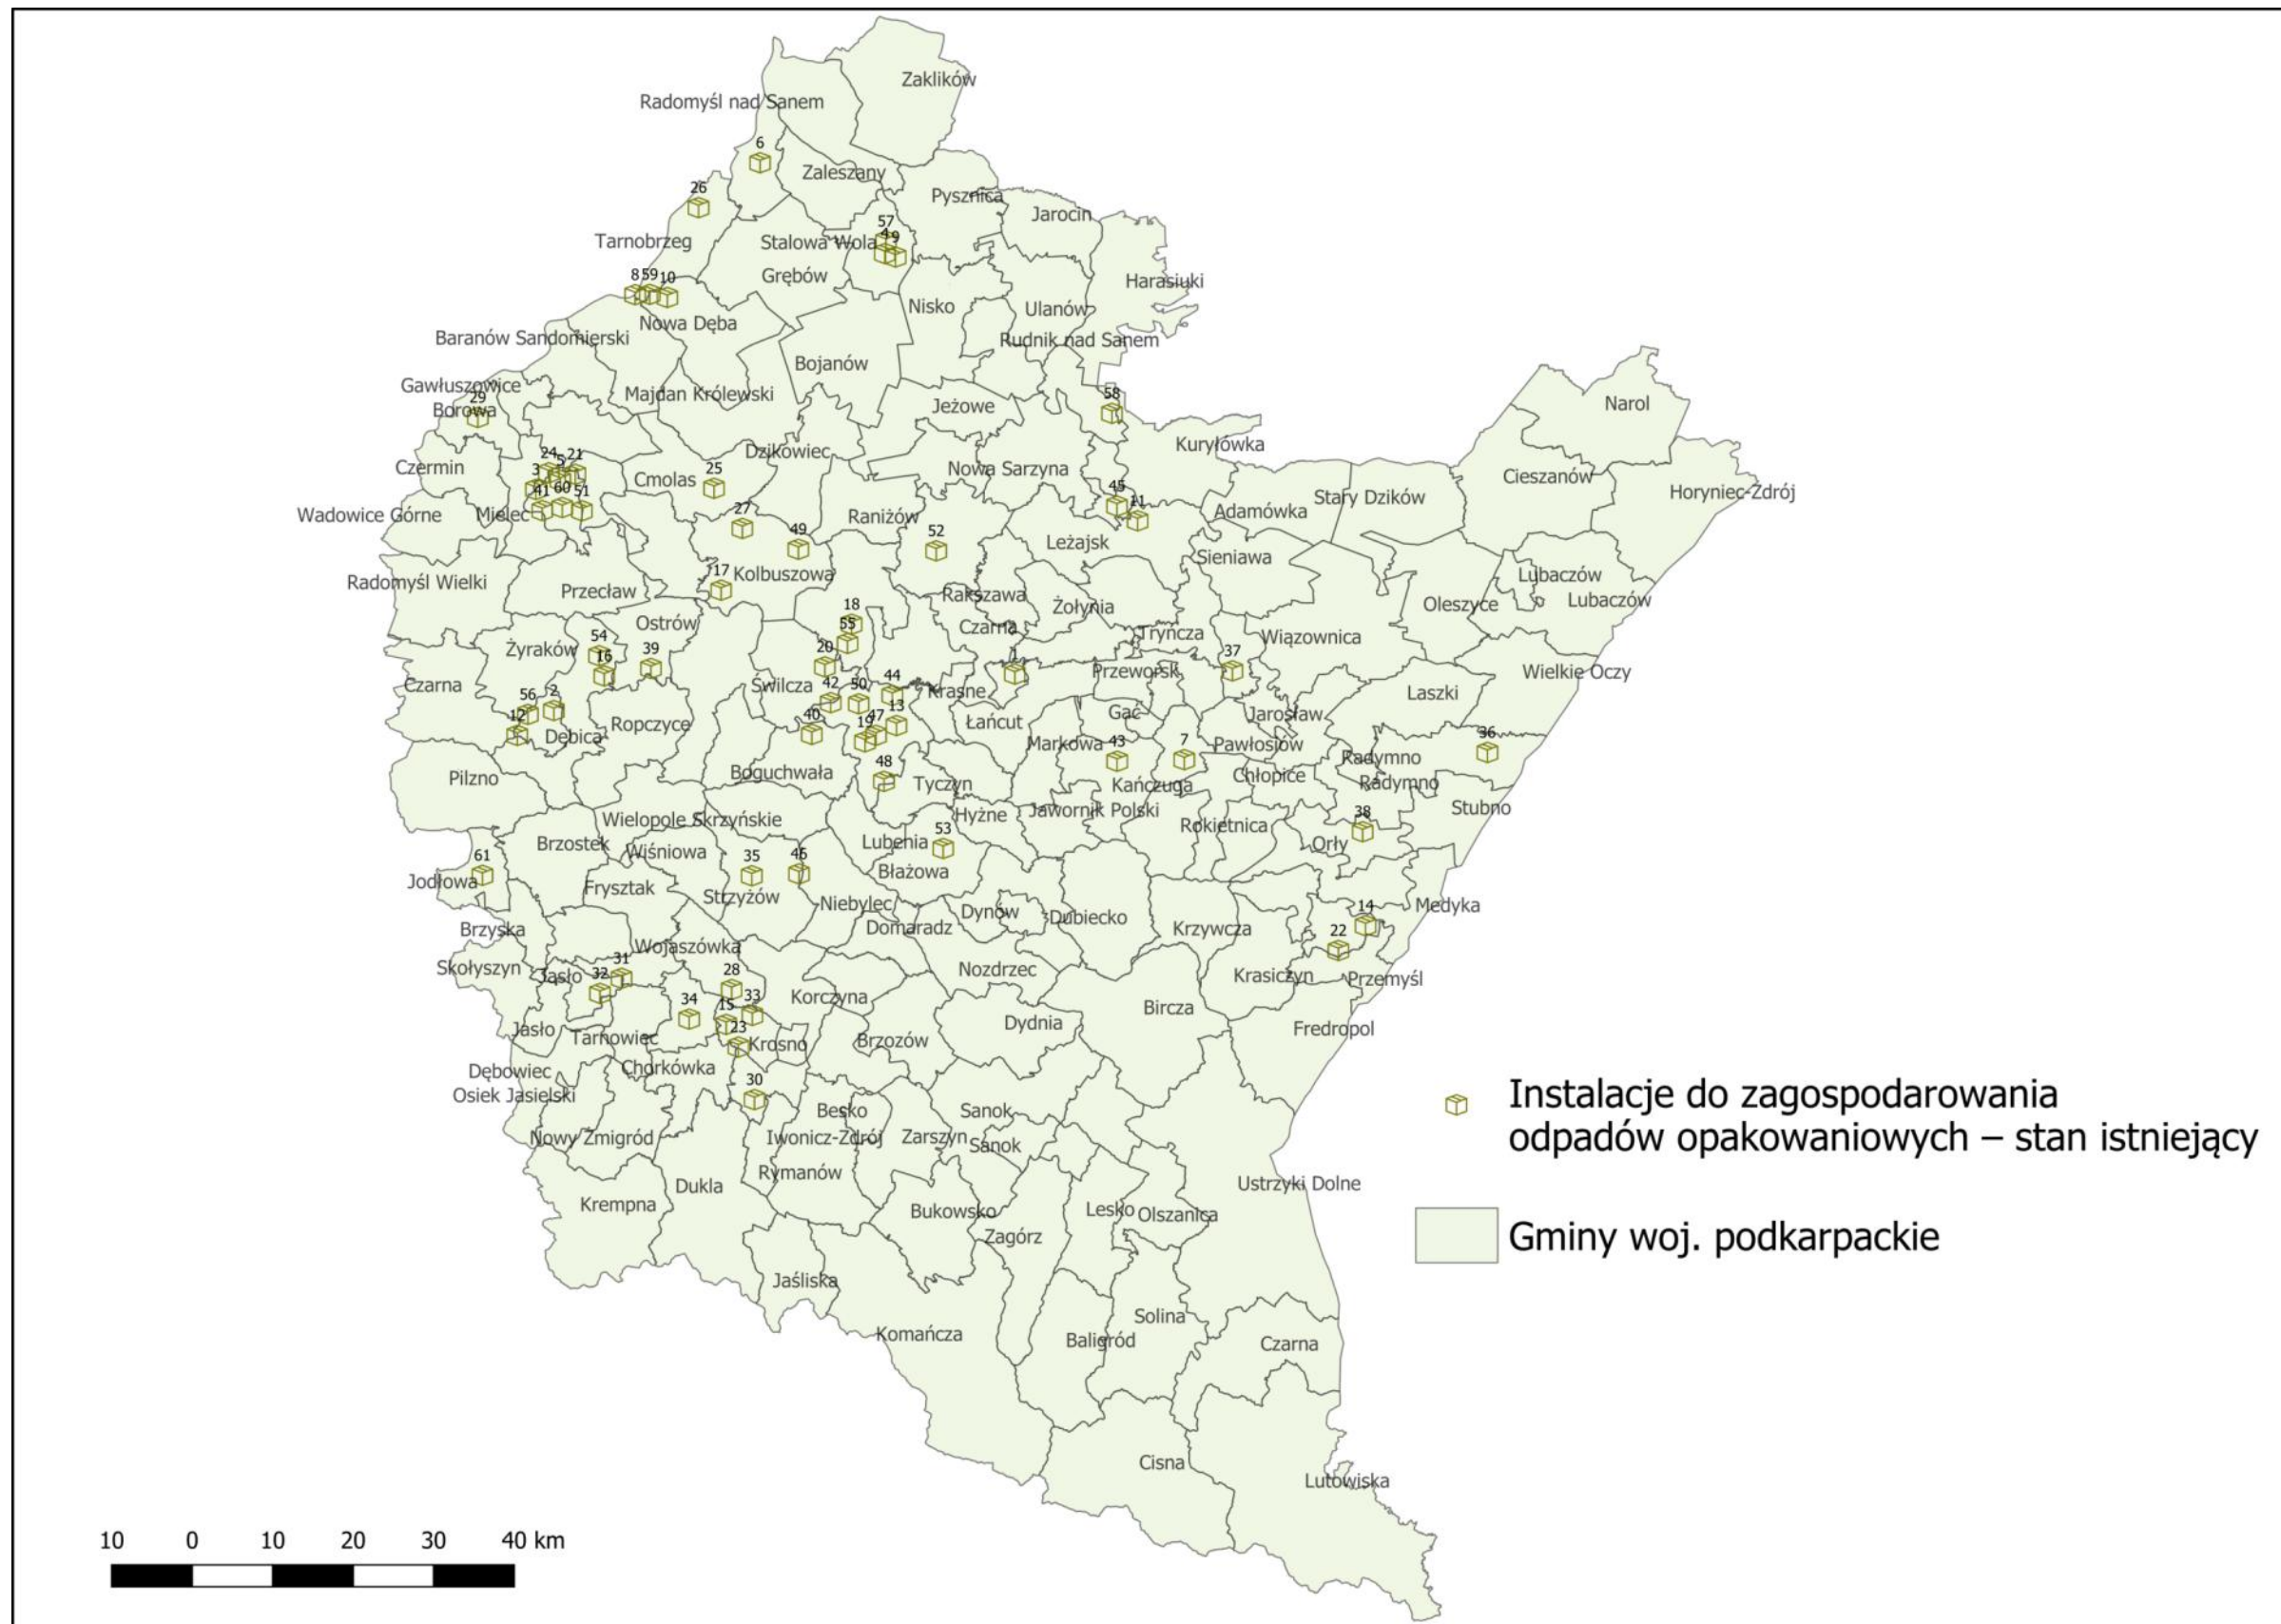 Zaklików
Radomyśl nad Sanem
6
Zaleszany
26
Pysznica
Jarocin
57
Tarnobrzeg
Stalowa Wola
4
9
Grębów
8
59
10
Harasiuki
Nisko
Ulanów
Nowa Dęba
Baranów Sandomierski
Rudnik nad Sanem
Bojanów
Gawłuszowice
Majdan Królewski
29
58
Borowa
Jeżowe
Narol
Kuryłówka
Dzikowiec
24
5
21
3
Czermin
25
Cmolas
Nowa Sarzyna
Cieszanów
41
60
51
45
11
Stary Dzików
Horyniec-Zdrój
Wadowice Górne
Mielec
Adamówka
27
49
Raniżów
52
Leżajsk
Sieniawa
17
Kolbuszowa
Radomyśl Wielki
Przecław
Lubaczów
Rakszawa
Żołynia
Oleszyce
Lubaczów
18
Ostrów
Czarna
55
Tryńcza
Wiązownica
54
Żyraków
39
16
20
1
37
Przeworsk
Wielkie Oczy
Czarna
Świlcza
42
50
44
Krasne
Laszki
56
2
Gać
Jarosław
12
Dębica
Ropczyce
40
19
47
13
Łańcut
Markowa
43
7
Pawłosiów
36
Radymno
Pilzno
Boguchwała
48
Tyczyn
Kańczuga
Chłopice
Radymno
Stubno
Wielopole Skrzyńskie
Hyżne
Jawornik Polski
Rokietnica
38
53
Brzostek
Wiśniowa
Lubenia
Orły
61
35
46
Błażowa
Jodłowa
Frysztak
Strzyżów
Niebylec
Dynów
Dubiecko
14
Medyka
Brzyska
Domaradz
Krzywcza
22
Wojaszówka
Skołyszyn
Jasło
32
31
28
Nozdrzec
Krasiczyn
Przemyśl
34
15
33
Korczyna
Bircza
23
Jasło
Tarnowiec
Krosno
Brzozów
Dydnia
Fredropol
Dębowiec
Chorkówka
30
Osiek Jasielski
Besko
Sanok
Instalacje do zagospodarowania
odpadów opakowaniowych – stan istniejący
Nowy Żmigród
Iwonicz-Zdrój
Zarszyn
Sanok
Rymanów
Dukla
Ustrzyki Dolne
Krempna
Bukowsko
Lesko
Olszanica
Zagórz
Gminy woj. podkarpackie
Jaśliska
Komańcza
Solina
Baligród
Czarna
Cisna
Lutowiska
10 0 10 20 30 40 km